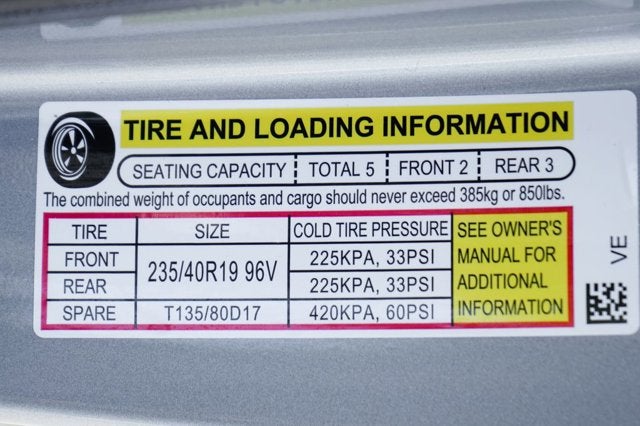 TIRE AND LOADING INFORMATION
SEATING CAPACITY TOTAL 5 FRONT 2 REAR 3
The combined weight of occupants and cargo should never exceed 385kg or 850lbs.
TIRE SIZE COLD TIRE PRESSURE SEE OWNER'S
FRONT 235/40R19 96V 225KPA, 33PSI MANUAL FOR
REAR 225KPA, 33PSI ADDITIONAL
SPARE T135/80D17 420KPA, 60PSI INFORMATION
VE